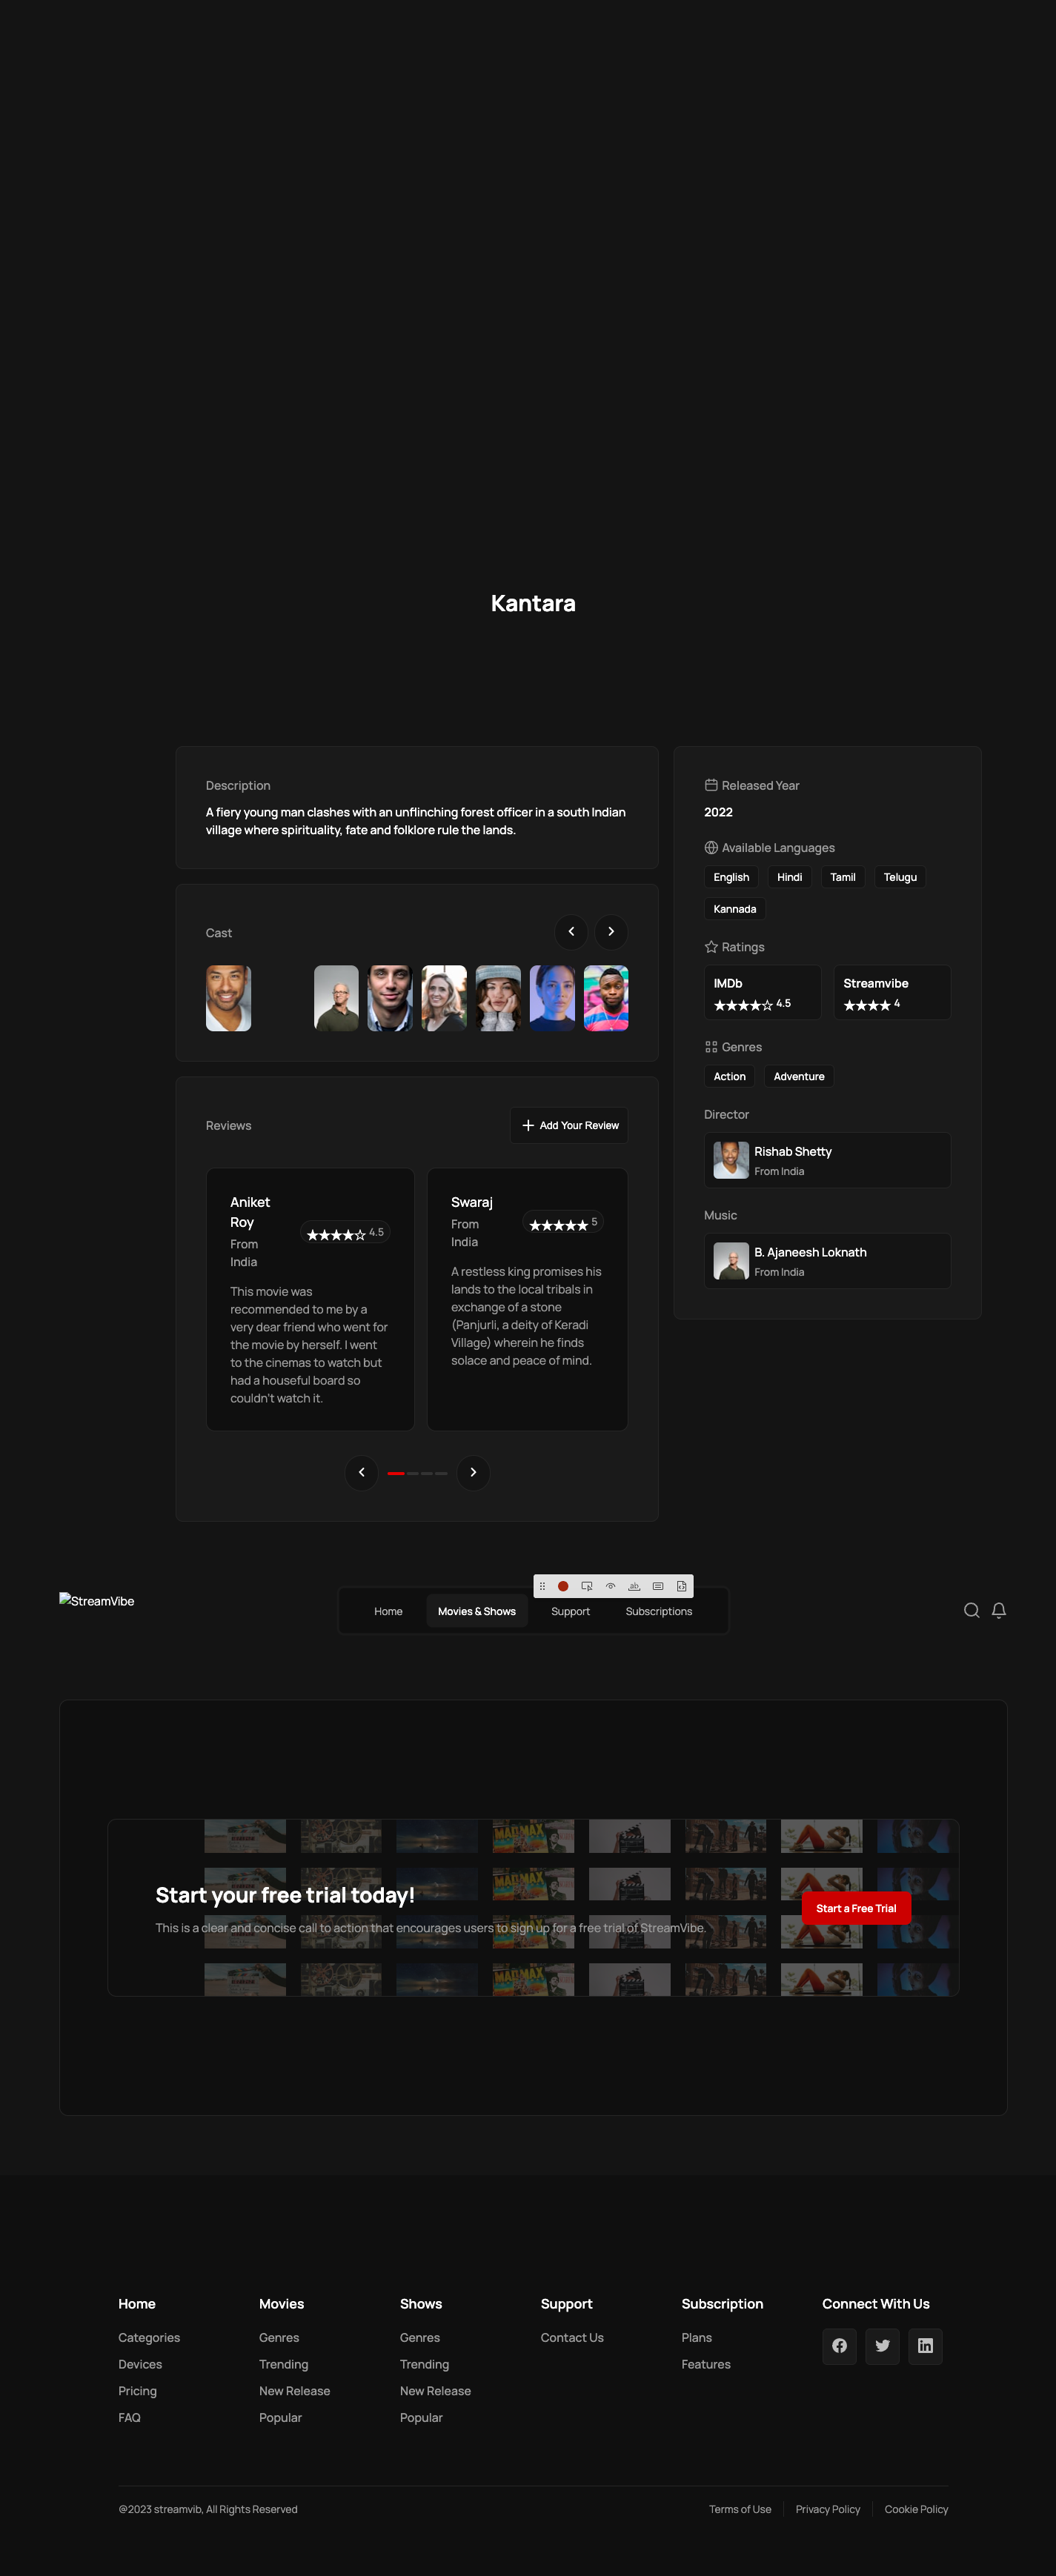 Kantara
Description
A fiery young man clashes with an unflinching forest officer in a south Indian
village where spirituality, fate and folklore rule the lands.
Cast
Reviews
Add Your Review
Aniket
Roy
From
India
4.5
This movie was
recommended to me by a
very dear friend who went for
the movie by herself. I went
to the cinemas to watch but
had a houseful board so
couldn't watch it.
Swaraj
From
India
5
A restless king promises his
lands to the local tribals in
exchange of a stone
(Panjurli, a deity of Keradi
Village) wherein he finds
solace and peace of mind.
Released Year
2022
Available Languages
English
Hindi
Tamil
Telugu
Kannada
Ratings
IMDb
4.5
Streamvibe
4
Genres
Action
Adventure
Director
Rishab Shetty
From India
Music
B. Ajaneesh Loknath
From India
StreamVibe
ab
Home
Movies & Shows
Support
Subscriptions
MAD MAX
MAD MAX
MAD MAX
MAD MAX
Start your free trial today!
This is a clear and concise call to action that encourages users to sign up for a free trial of StreamVibe.
Start a Free Trial
Home
Categories
Devices
Pricing
FAQ
Movies
Genres
Trending
New Release
Popular
Shows
Genres
Trending
New Release
Popular
Support
Contact Us
Subscription
Plans
Features
Connect With Us
@2023 streamvib, All Rights Reserved
Terms of Use
Privacy Policy
Cookie Policy